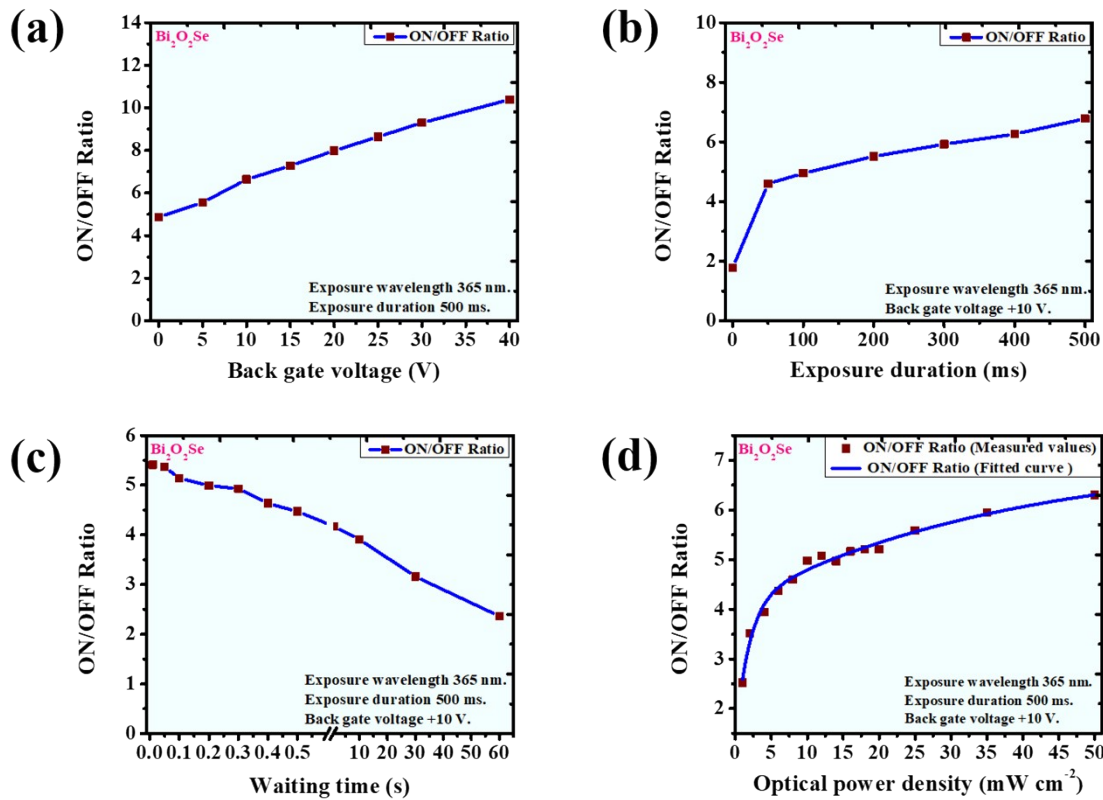 (a)
Bi₂O₂Se
ON/OFF Ratio
ON/OFF Ratio
14
12
10
8
6
4
2
0
Exposure wavelength 365 nm.
Exposure duration 500 ms.
0 5 10 15 20 25 30 35 40
Back gate voltage (V)
(b)
Bi₂O₂Se
ON/OFF Ratio
ON/OFF Ratio
10
8
6
4
2
0
Exposure wavelength 365 nm.
Back gate voltage +10 V.
0 100 200 300 400 500
Exposure duration (ms)
(c)
Bi₂O₂Se
ON/OFF Ratio
ON/OFF Ratio
6
5
4
3
2
1
0
Exposure wavelength 365 nm.
Exposure duration 500 ms.
Back gate voltage +10 V.
0.0 0.1 0.2 0.3 0.4 0.5 10 20 30 40 50 60
Waiting time (s)
(d)
Bi₂O₂Se
ON/OFF Ratio (Measured values)
ON/OFF Ratio (Fitted curve )
ON/OFF Ratio
7
6
5
4
3
2
Exposure wavelength 365 nm.
Exposure duration 500 ms.
Back gate voltage +10 V.
0 5 10 15 20 25 30 35 40 45 50
Optical power density (mW cm⁻²)